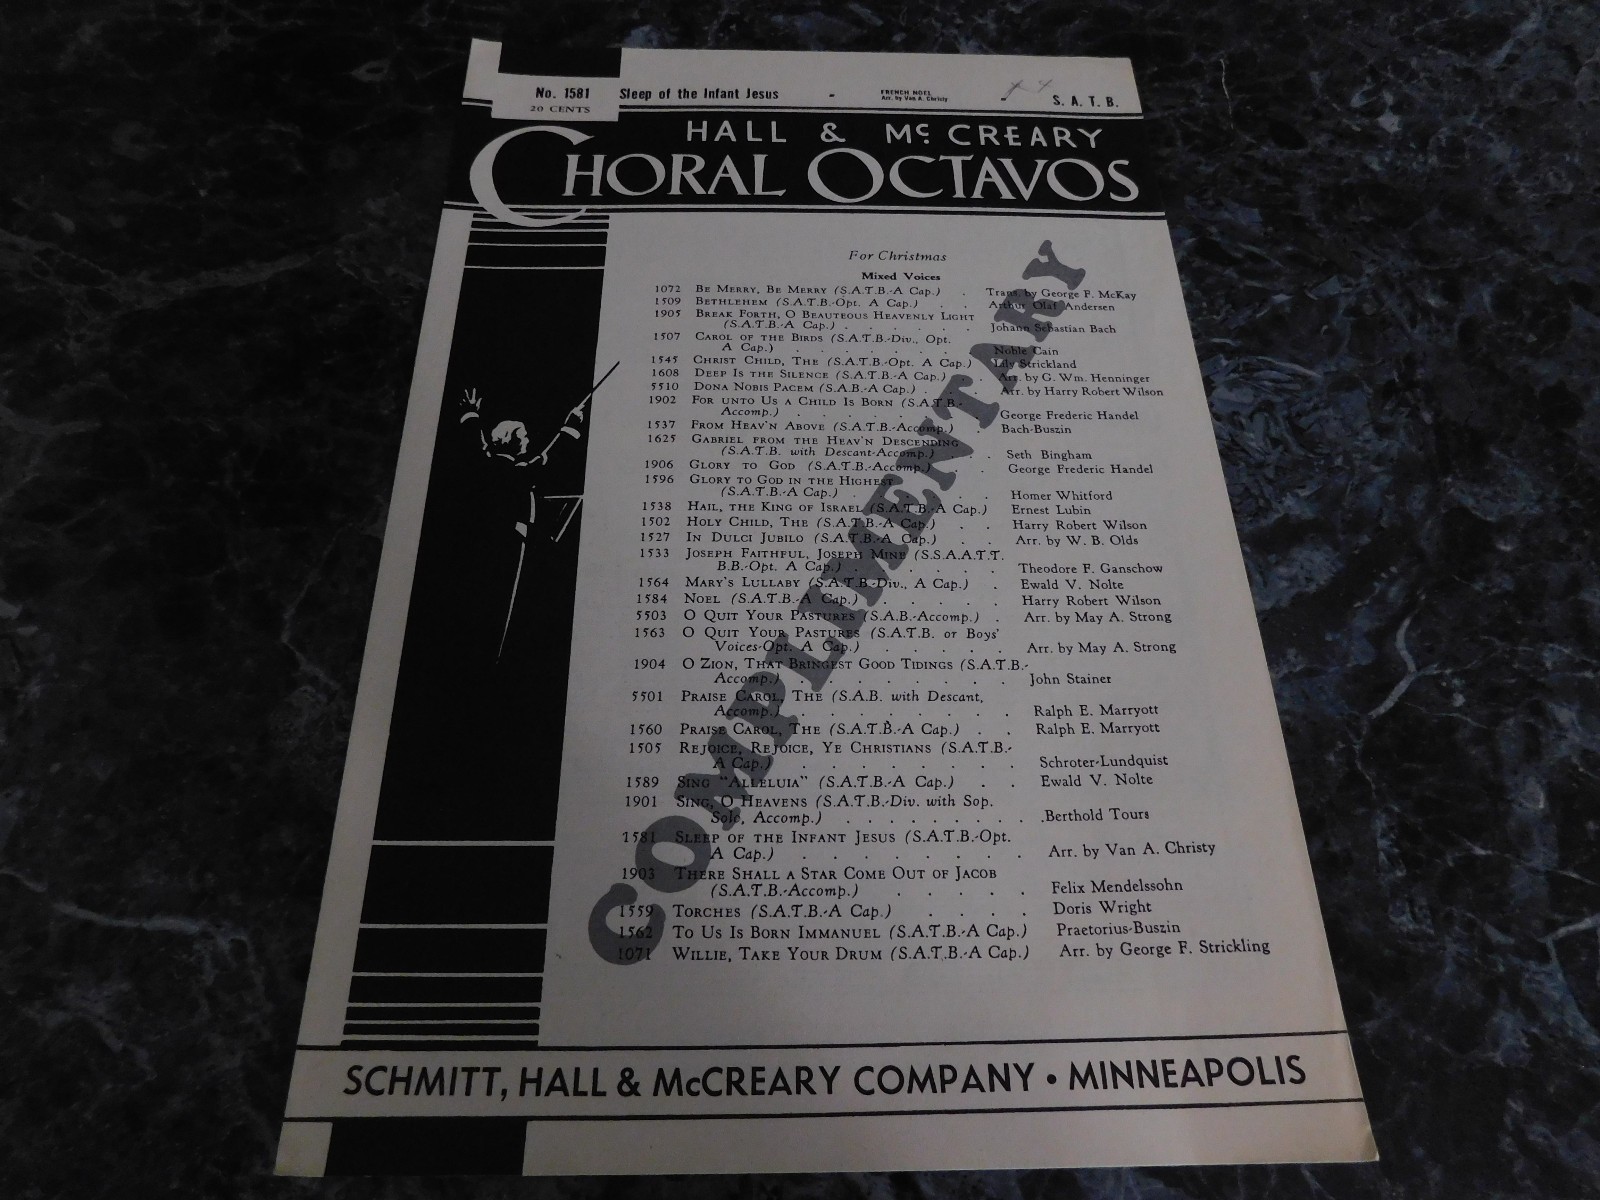 No. 1581 Sleep of the Infant Jesus - FRENCH NOEL - S. A. T. B.
20 CENTS Arr. by Van A. Christy
HALL & Mc CREARY
CHORAL OCTAVOS
For Christmas
Mixed Voices
1072 BE MERRY, BE MERRY (S.A.T.B.-A Cap.) . Trans. by George F. McKay
1509 BETHLEHEM (S.A.T.B.-Opt. A Cap.) . . Arthur Olaf Andersen
1905 BREAK FORTH, O BEAUTEOUS HEAVENLY LIGHT
(S.A.T.B.-A Cap.) . . . . . . Johann Sebastian Bach
1507 CAROL OF THE BIRDS (S.A.T.B.-Div., Opt.
A Cap.) . . . . . . . . Noble Cain
1545 CHRIST CHILD, THE (S.A.T.B.-Opt. A Cap.) . Lily Strickland
1608 DEEP IS THE SILENCE (S.A.T.B.-A Cap.) . . Arr. by G. Wm. Henninger
5510 DONA NOBIS PACEM (S.A.B.-A Cap.) . . . Arr. by Harry Robert Wilson
1902 FOR UNTO US A CHILD IS BORN (S.A.T.B.-
Accomp.) . . . . . . . . George Frederic Handel
1537 FROM HEAV'N ABOVE (S.A.T.B.-Accomp.) . Bach-Buszin
1625 GABRIEL FROM THE HEAV'N DESCENDING
(S.A.T.B. with Descant-Accomp.) . . . Seth Bingham
1906 GLORY TO GOD (S.A.T.B.-Accomp.) . . George Frederic Handel
1596 GLORY TO GOD IN THE HIGHEST
(S.A.T.B.-A Cap.) . . . . . . Homer Whitford
1538 HAIL, THE KING OF ISRAEL (S.A.T.B.-A Cap.) Ernest Lubin
1502 HOLY CHILD, THE (S.A.T.B.-A Cap.) . . Harry Robert Wilson
1527 IN DULCI JUBILO (S.A.T.B.-A Cap.) . . Arr. by W. B. Olds
1533 JOSEPH FAITHFUL, JOSEPH MINE (S.S.A.A.T.T.
B.B.-Opt. A Cap.) . . . . . . Theodore F. Ganschow
1564 MARY'S LULLABY (S.A.T.B.-Div., A Cap.) . Ewald V. Nolte
1584 NOEL (S.A.T.B.-A Cap.) . . . . . Harry Robert Wilson
5503 O QUIT YOUR PASTURES (S.A.B.-Accomp.) . Arr. by May A. Strong
1563 O QUIT YOUR PASTURES (S.A.T.B. or Boys'
Voices-Opt. A Cap.) . . . . . Arr. by May A. Strong
1904 O ZION, THAT BRINGEST GOOD TIDINGS (S.A.T.B.-
Accomp.) . . . . . . . . John Stainer
5501 PRAISE CAROL, THE (S.A.B. with Descant,
Accomp.) . . . . . . . . Ralph E. Marryott
1560 PRAISE CAROL, THE (S.A.T.B.-A Cap.) . . Ralph E. Marryott
1505 REJOICE, REJOICE, YE CHRISTIANS (S.A.T.B.-
A Cap.) . . . . . . . . Schroter-Lundquist
1589 SING "ALLELUIA" (S.A.T.B.-A Cap.) . . Ewald V. Nolte
1901 SING, O HEAVENS (S.A.T.B.-Div. with Sop.
Solo, Accomp.) . . . . . . . . Berthold Tours
1581 SLEEP OF THE INFANT JESUS (S.A.T.B.-Opt.
A Cap.) . . . . . . . . Arr. by Van A. Christy
1903 THERE SHALL A STAR COME OUT OF JACOB
(S.A.T.B.-Accomp.) . . . . . Felix Mendelssohn
1559 TORCHES (S.A.T.B.-A Cap.) . . . . Doris Wright
1562 TO US IS BORN IMMANUEL (S.A.T.B.-A Cap.) Praetorius-Buszin
1071 WILLIE, TAKE YOUR DRUM (S.A.T.B.-A Cap.) Arr. by George F. Strickling
COMPLIMENTARY
SCHMITT, HALL & McCREARY COMPANY • MINNEAPOLIS